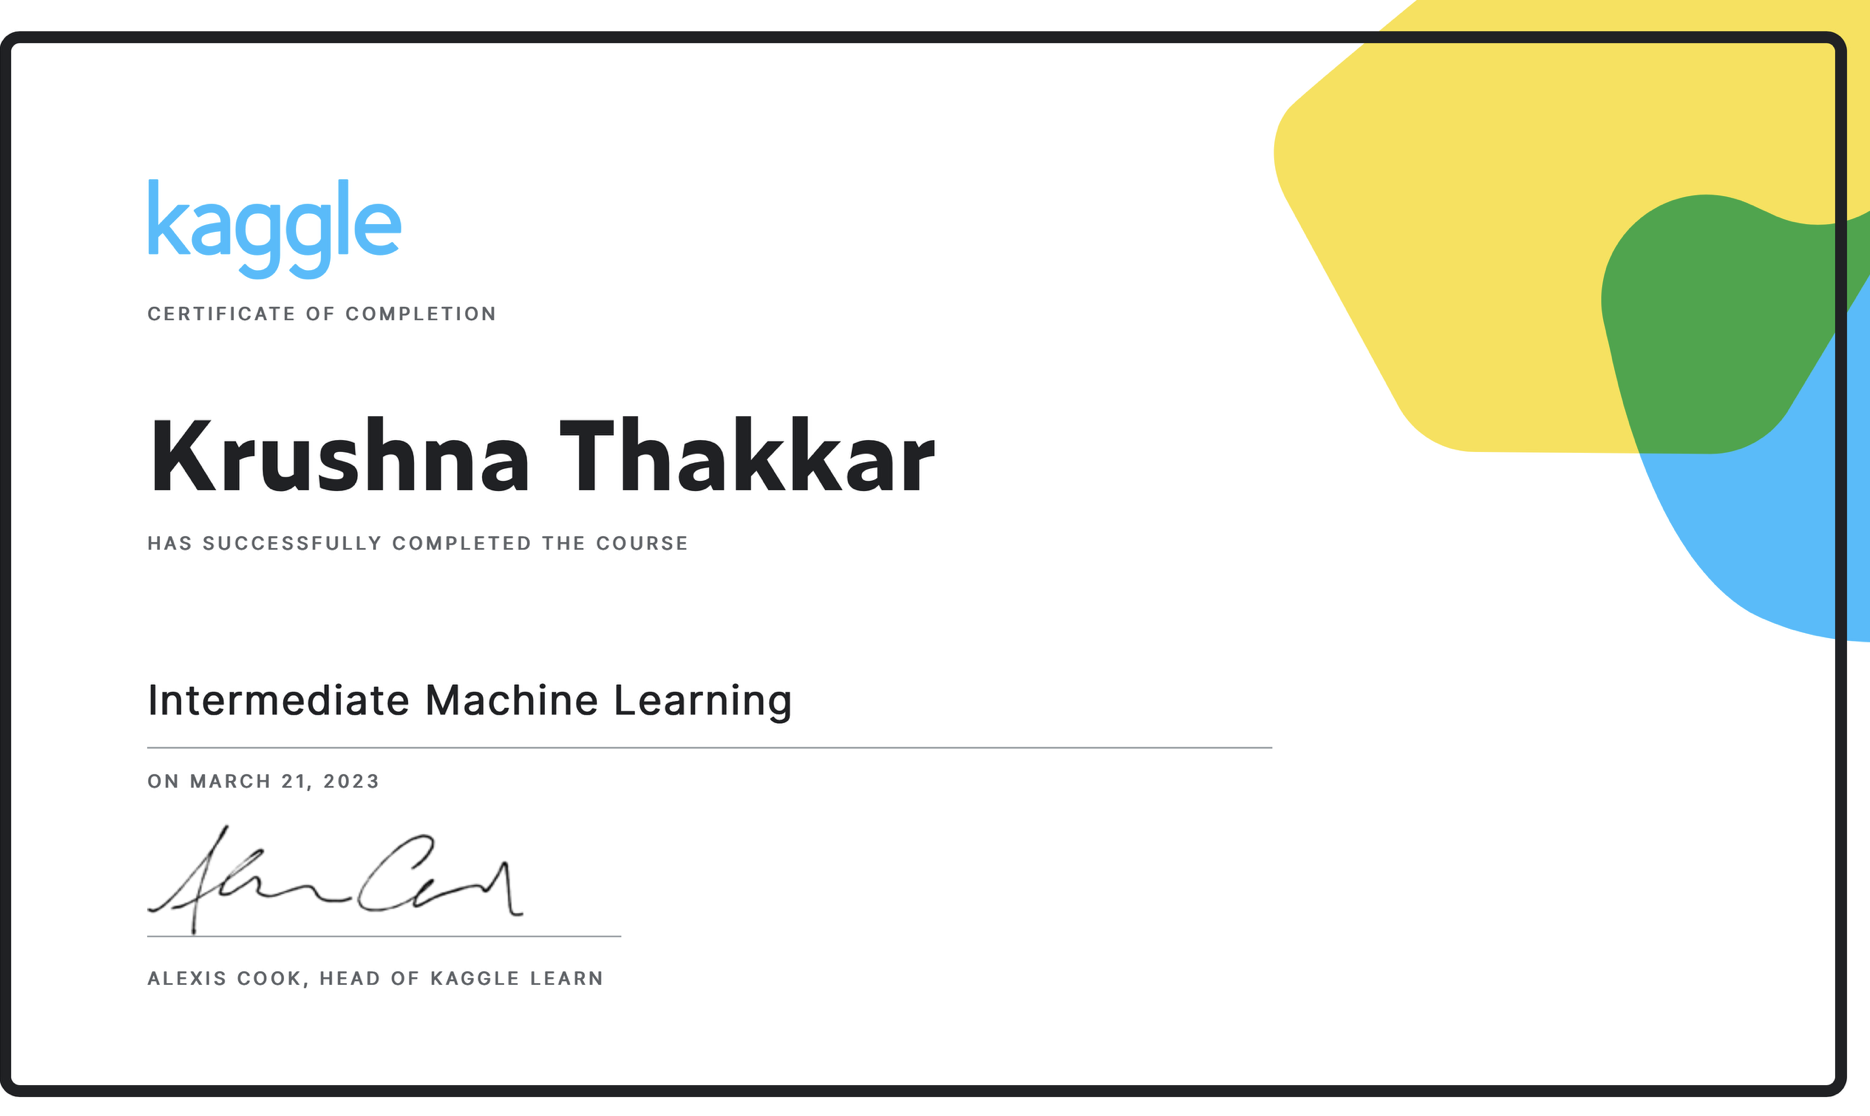 kaggle
CERTIFICATE OF COMPLETION
Krushna Thakkar
HAS SUCCESSFULLY COMPLETED THE COURSE
Intermediate Machine Learning
ON MARCH 21, 2023
ALEXIS COOK, HEAD OF KAGGLE LEARN